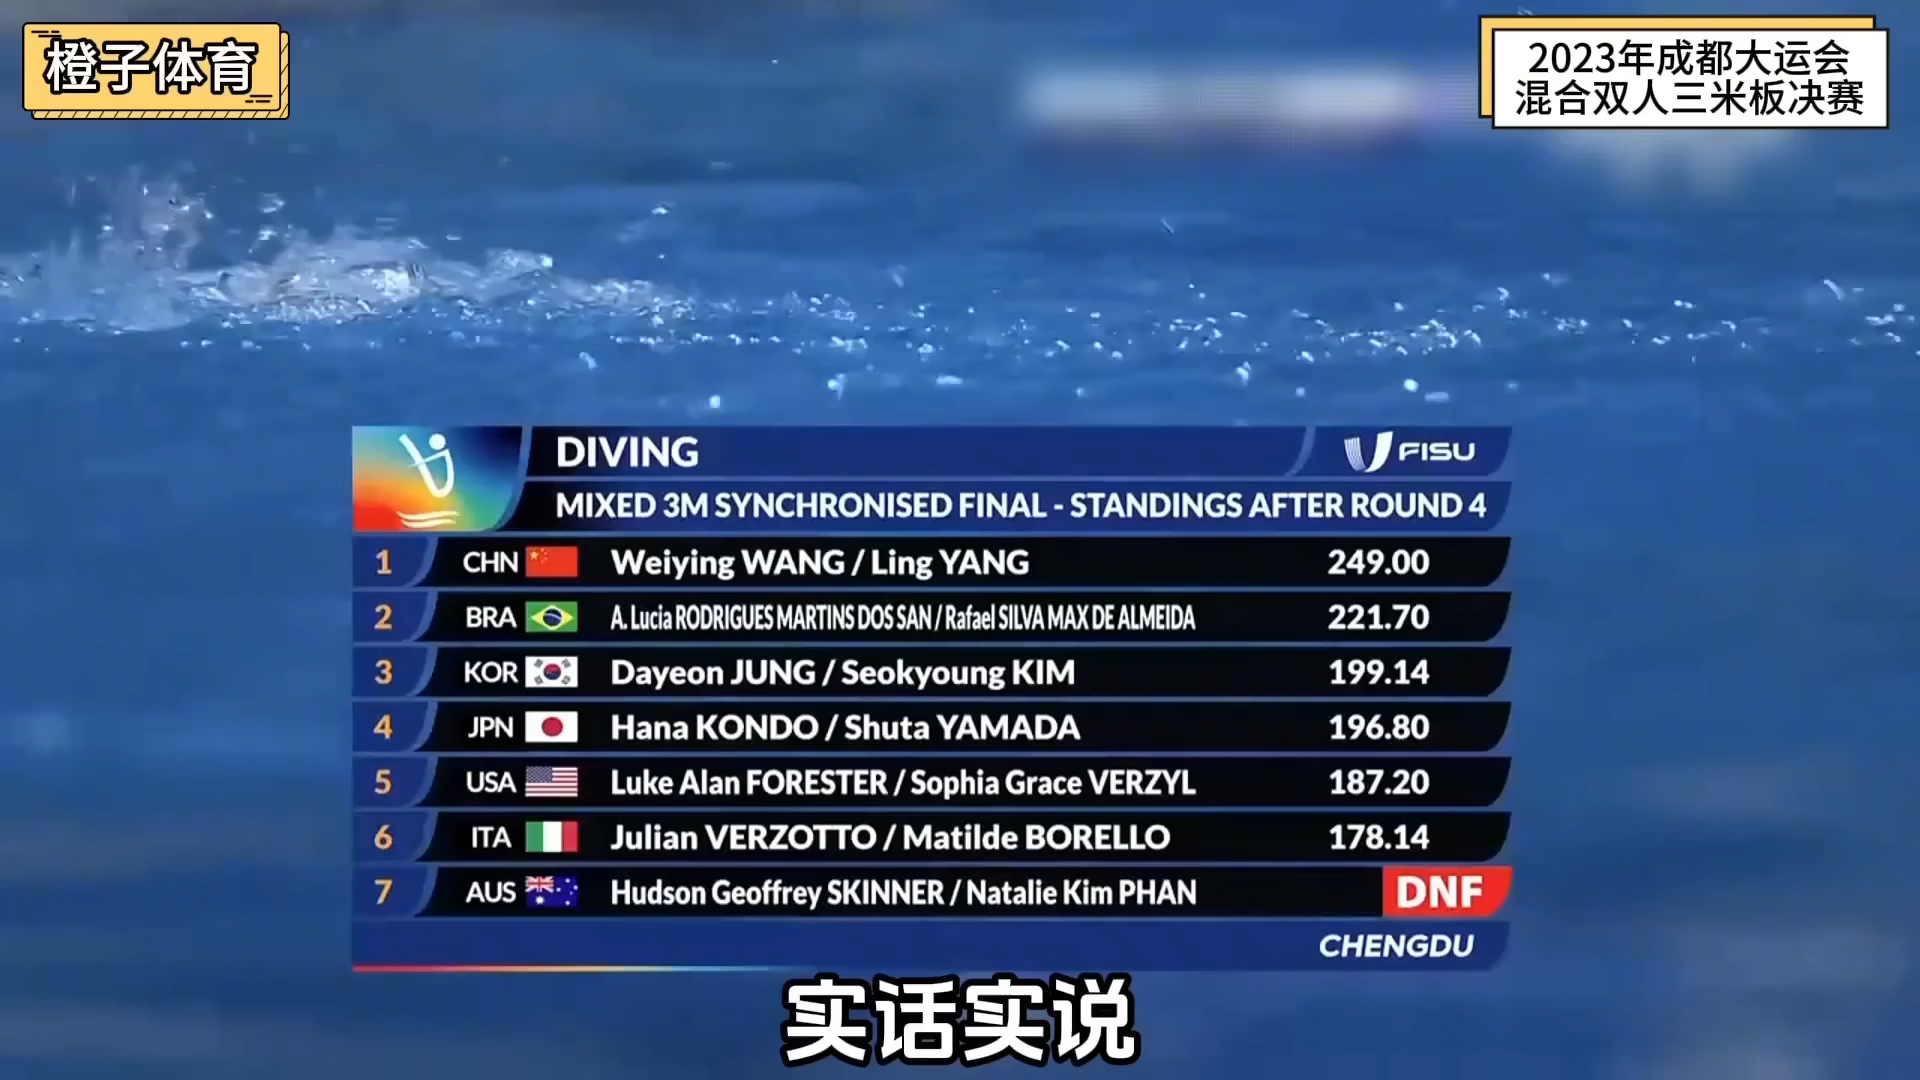 橙子体育
2023年成都大运会
混合双人三米板决赛
DIVING
FISU
MIXED 3M SYNCHRONISED FINAL - STANDINGS AFTER ROUND 4
1 CHN Weiying WANG / Ling YANG 249.00
2 BRA A. Lucia RODRIGUES MARTINS DOS SAN / Rafael SILVA MAX DE ALMEIDA 221.70
3 KOR Dayeon JUNG / Seokyoung KIM 199.14
4 JPN Hana KONDO / Shuta YAMADA 196.80
5 USA Luke Alan FORESTER / Sophia Grace VERZYL 187.20
6 ITA Julian VERZOTTO / Matilde BORELLO 178.14
7 AUS Hudson Geoffrey SKINNER / Natalie Kim PHAN DNF
CHENGDU
实话实说